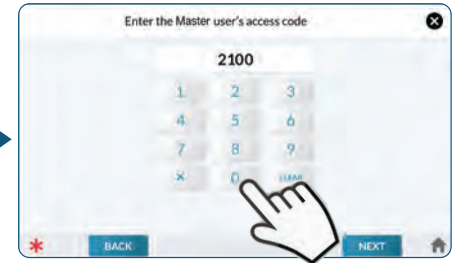 Enter the Master user's access code
2100
1 2 3
4 5 6
7 8 9
* 0 CLEAR
BACK NEXT